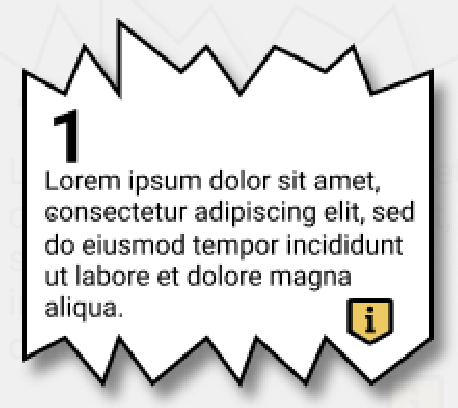 1
Lorem ipsum dolor sit amet,
consectetur adipiscing elit, sed
do eiusmod tempor incididunt
ut labore et dolore magna
aliqua.
i